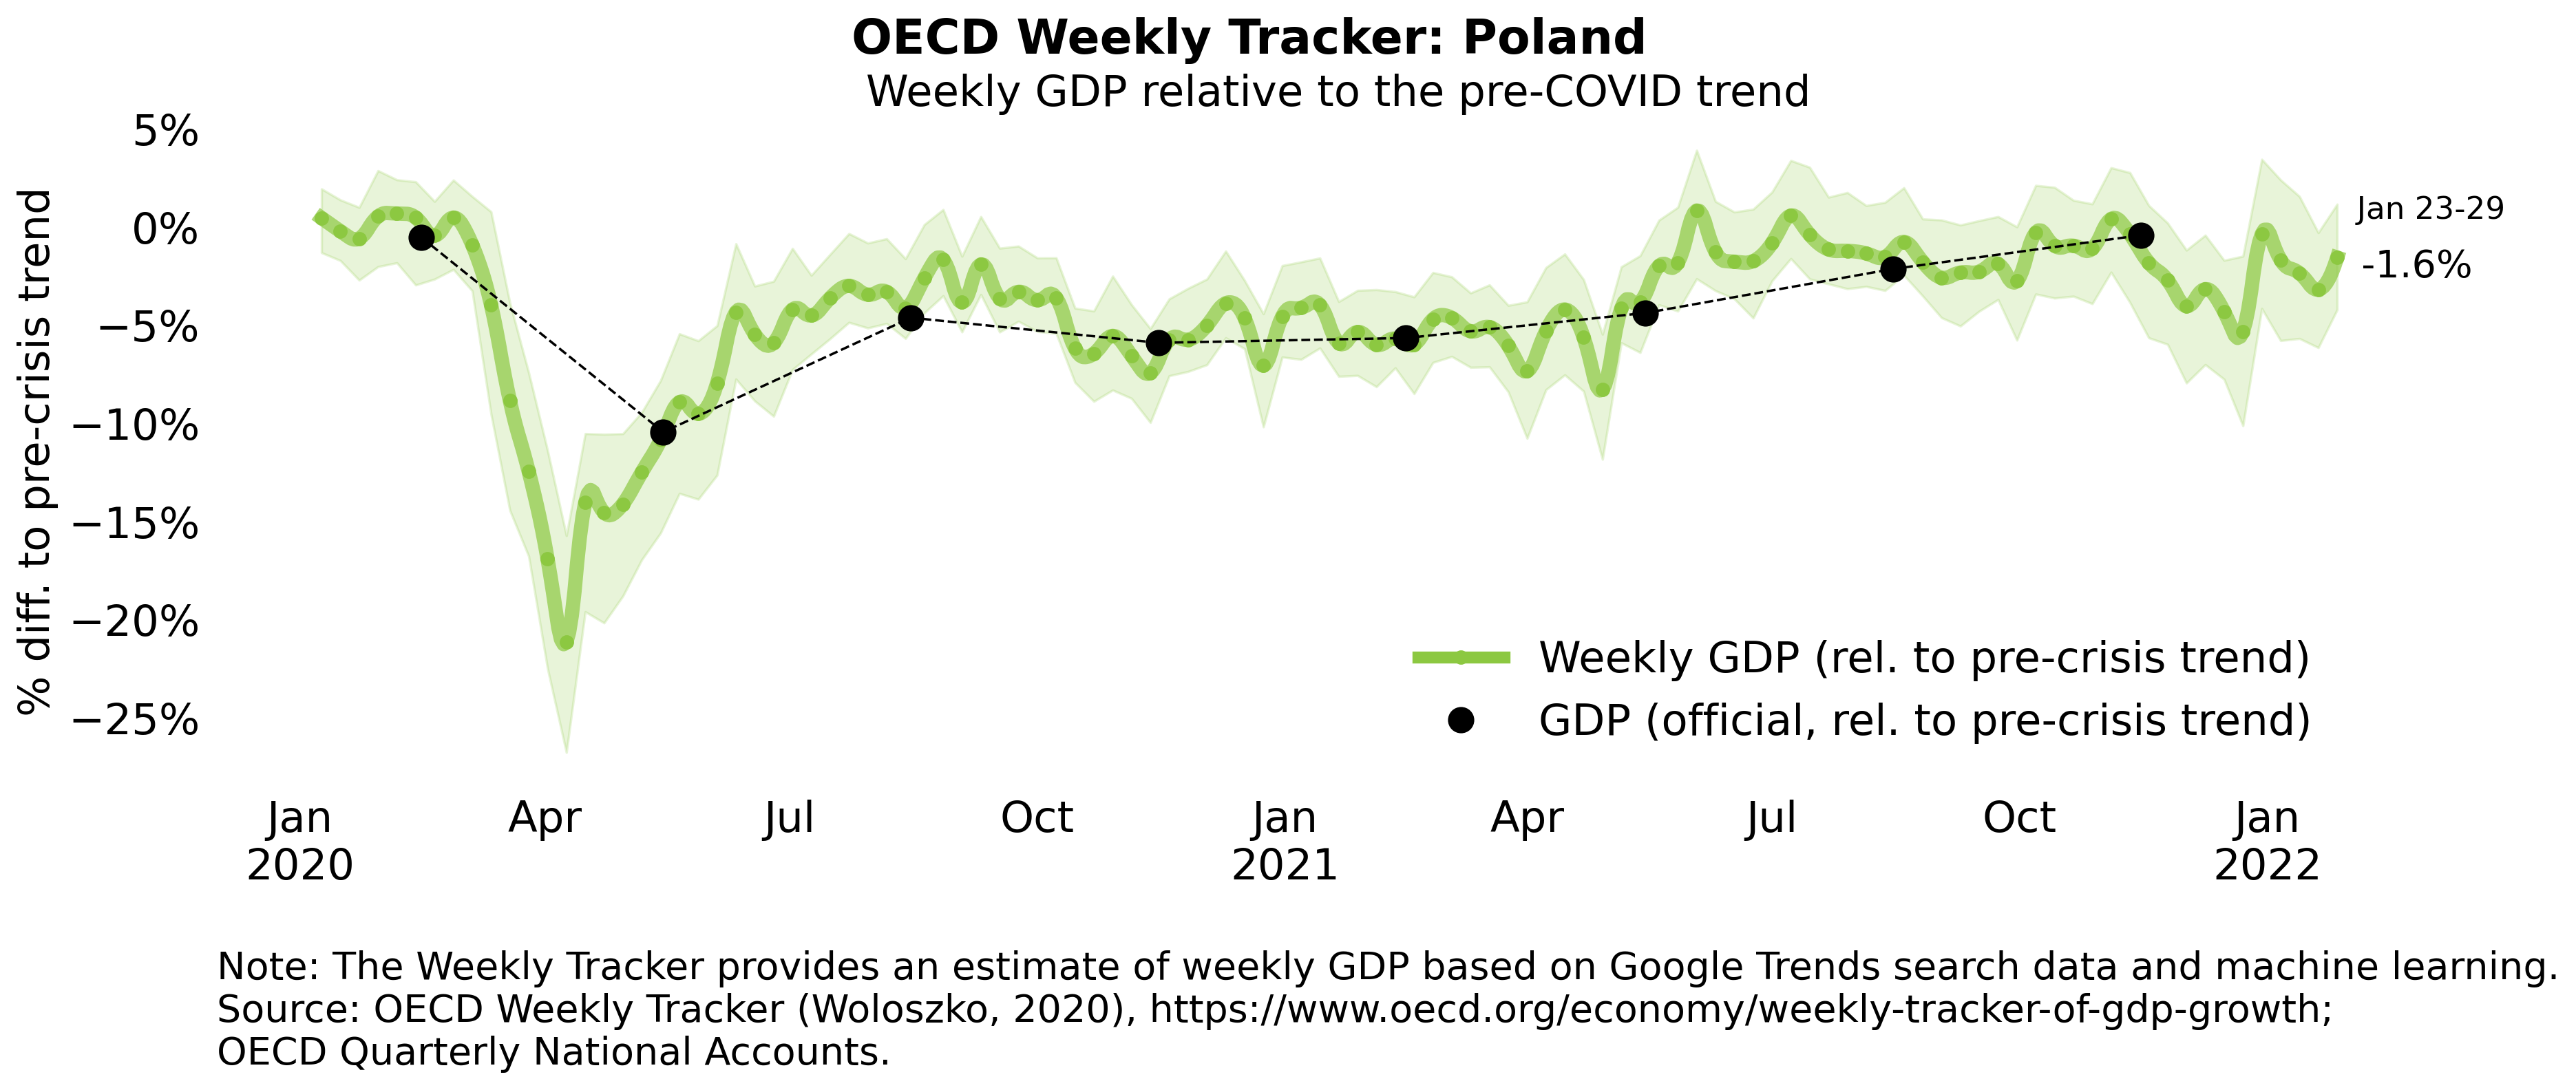 OECD Weekly Tracker: Poland
Weekly GDP relative to the pre-COVID trend
% diff. to pre-crisis trend
5%
0%
−5%
−10%
−15%
−20%
−25%
Jan 23-29
-1.6%
Weekly GDP (rel. to pre-crisis trend)
GDP (official, rel. to pre-crisis trend)
Jan Apr Jul Oct Jan Apr Jul Oct Jan
2020 2021 2022
Note: The Weekly Tracker provides an estimate of weekly GDP based on Google Trends search data and machine learning.
Source: OECD Weekly Tracker (Woloszko, 2020), https://www.oecd.org/economy/weekly-tracker-of-gdp-growth;
OECD Quarterly National Accounts.